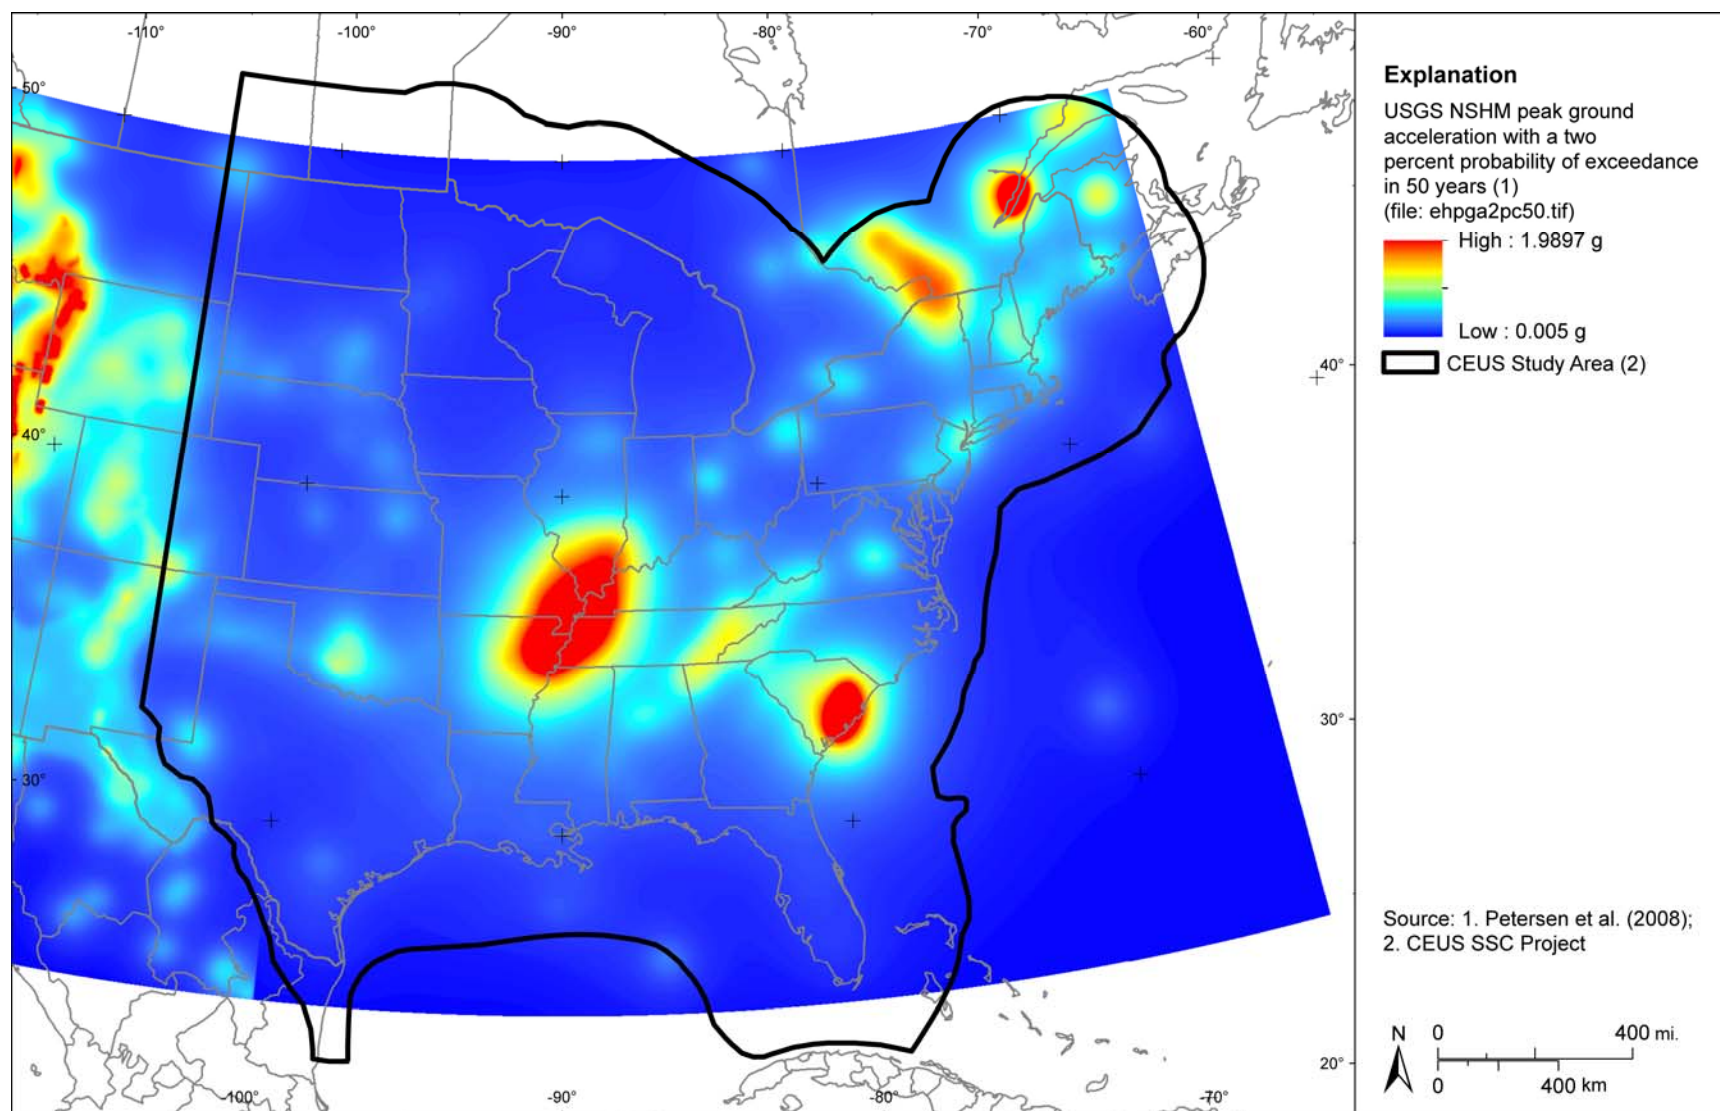 -110°
-100°
-90°
-80°
-70°
-60°
50°
40°
30°
40°
30°
20°
-100°
-90°
-80°
-70°
Explanation
USGS NSHM peak ground
acceleration with a two
percent probability of exceedance
in 50 years (1)
(file: ehpga2pc50.tif)
High : 1.9897 g
Low : 0.005 g
CEUS Study Area (2)
Source: 1. Petersen et al. (2008);
2. CEUS SSC Project
N
0 400 mi.
0 400 km